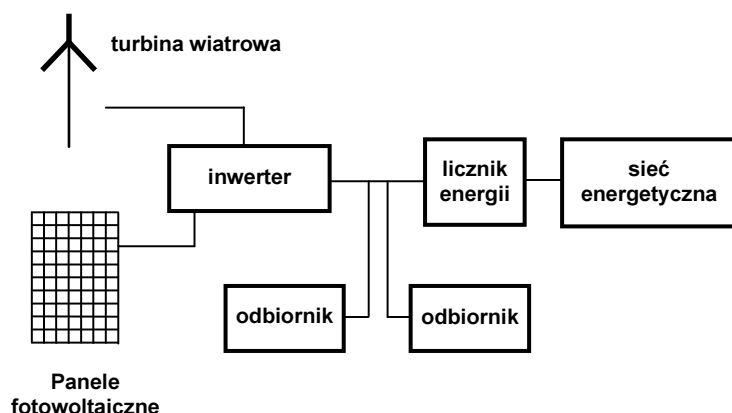 turbina wiatrowa
inwerter
licznik
energii
sieć
energetyczna
odbiornik
odbiornik
Panele
fotowoltaiczne